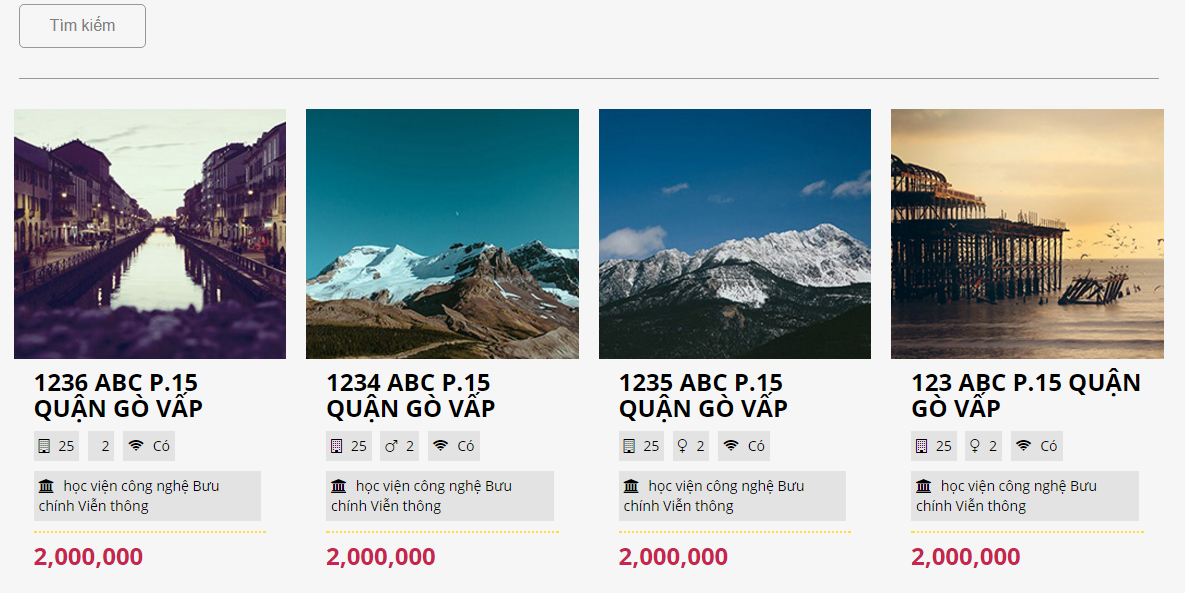 Tìm kiếm
1236 ABC P.15
QUẬN GÒ VẤP
25 2 Có
học viện công nghệ Bưu
chính Viễn thông
2,000,000
1234 ABC P.15
QUẬN GÒ VẤP
25 2 Có
học viện công nghệ Bưu
chính Viễn thông
2,000,000
1235 ABC P.15
QUẬN GÒ VẤP
25 2 Có
học viện công nghệ Bưu
chính Viễn thông
2,000,000
123 ABC P.15 QUẬN
GÒ VẤP
25 2 Có
học viện công nghệ Bưu
chính Viễn thông
2,000,000